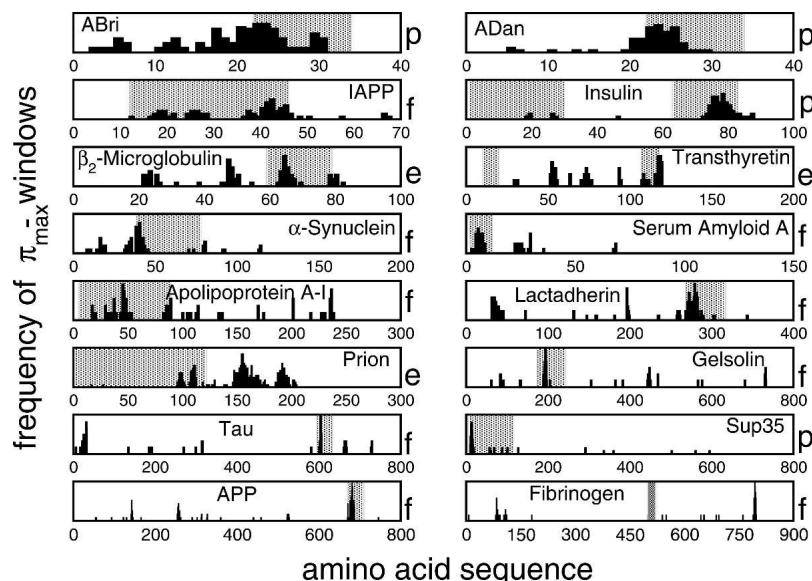 frequency of π_max - windows
ABri
p
0 10 20 30 40
ADan
p
0 10 20 30 40
IAPP
f
0 10 20 30 40 50 60 70
Insulin
p
0 20 40 60 80 100
β₂-Microglobulin
e
0 20 40 60 80 100
Transthyretin
e
0 50 100 150 200
α-Synuclein
f
0 50 100 150 200
Serum Amyloid A
f
0 50 100 150
Apolipoprotein A-I
f
0 50 100 150 200 250 300
Lactadherin
f
0 100 200 300 400
Prion
e
0 50 100 150 200 250 300
Gelsolin
f
0 200 400 600 800
Tau
f
0 200 400 600 800
Sup35
p
0 150 300 450 600 750
APP
f
0 200 400 600 800
Fibrinogen
f
0 150 300 450 600 750 900
amino acid sequence